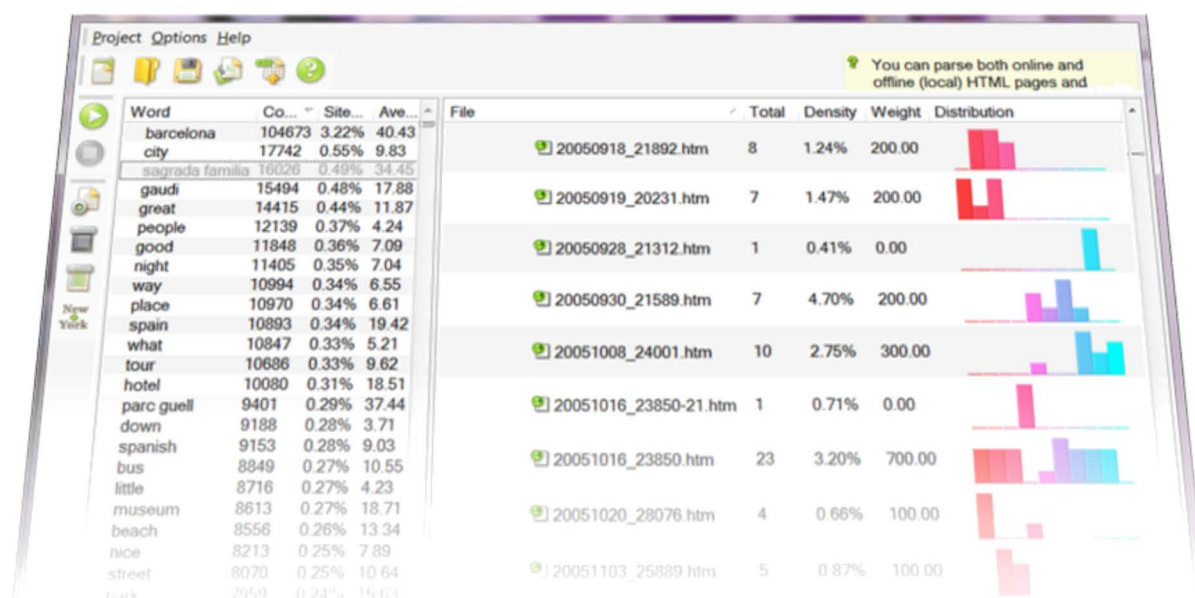 Project Options Help
You can parse both online and
offline (local) HTML pages and
New
York
Word Co... Site... Ave...
barcelona 104673 3.22% 40.43
city 17742 0.55% 9.83
sagrada familia 16026 0.49% 34.45
gaudi 15494 0.48% 17.88
great 14415 0.44% 11.87
people 12139 0.37% 4.24
good 11848 0.36% 7.09
night 11405 0.35% 7.04
way 10994 0.34% 6.55
place 10970 0.34% 6.61
spain 10893 0.34% 19.42
what 10847 0.33% 5.21
tour 10686 0.33% 9.62
hotel 10080 0.31% 18.51
parc guell 9401 0.29% 37.44
down 9188 0.28% 3.71
spanish 9153 0.28% 9.03
bus 8849 0.27% 10.55
little 8716 0.27% 4.23
museum 8613 0.27% 18.71
beach 8556 0.26% 13.34
nice 8213 0.25% 7.89
street 8070 0.25% 10.64
park 7959 0.24% 15.63
File Total Density Weight Distribution
20050918_21892.htm 8 1.24% 200.00
20050919_20231.htm 7 1.47% 200.00
20050928_21312.htm 1 0.41% 0.00
20050930_21589.htm 7 4.70% 200.00
20051008_24001.htm 10 2.75% 300.00
20051016_23850-21.htm 1 0.71% 0.00
20051016_23850.htm 23 3.20% 700.00
20051020_28076.htm 4 0.66% 100.00
20051103_25889.htm 5 0.87% 100.00